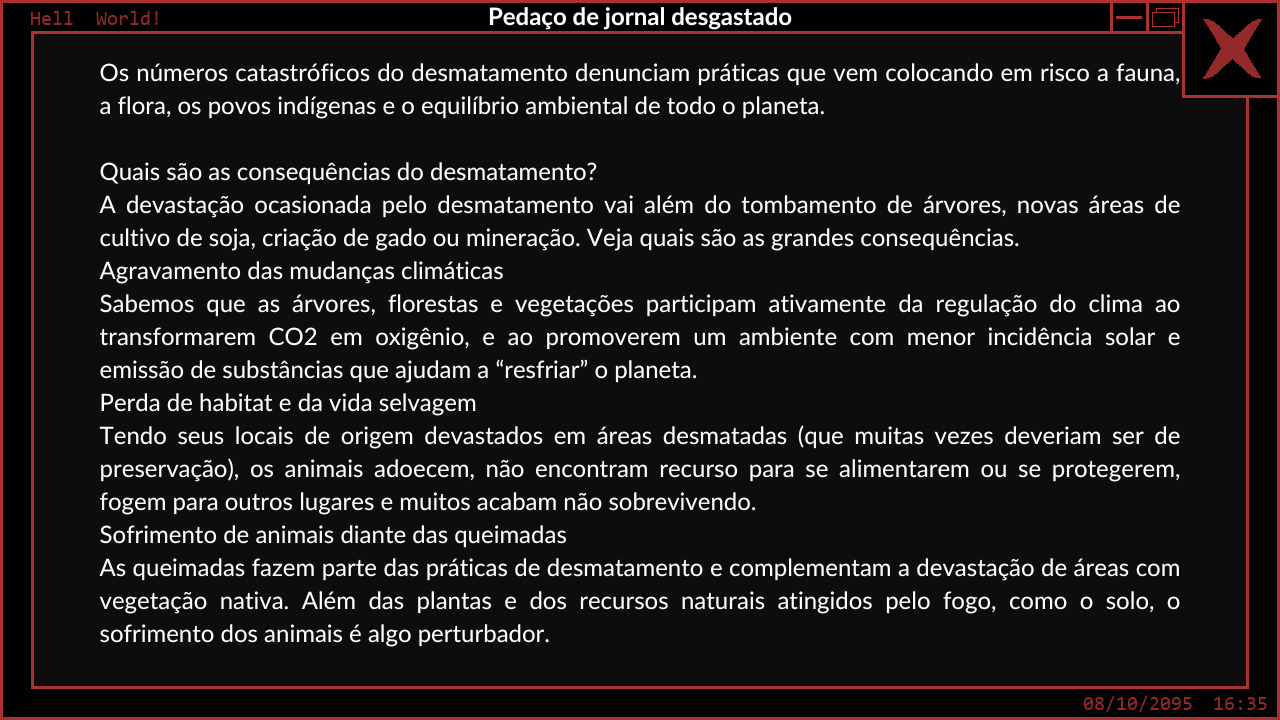 Hell World!
Pedaço de jornal desgastado
Os números catastróficos do desmatamento denunciam práticas que vem colocando em risco a fauna,
a flora, os povos indígenas e o equilíbrio ambiental de todo o planeta.
Quais são as consequências do desmatamento?
A devastação ocasionada pelo desmatamento vai além do tombamento de árvores, novas áreas de
cultivo de soja, criação de gado ou mineração. Veja quais são as grandes consequências.
Agravamento das mudanças climáticas
Sabemos que as árvores, florestas e vegetações participam ativamente da regulação do clima ao
transformarem CO2 em oxigênio, e ao promoverem um ambiente com menor incidência solar e
emissão de substâncias que ajudam a “resfriar” o planeta.
Perda de habitat e da vida selvagem
Tendo seus locais de origem devastados em áreas desmatadas (que muitas vezes deveriam ser de
preservação), os animais adoecem, não encontram recurso para se alimentarem ou se protegerem,
fogem para outros lugares e muitos acabam não sobrevivendo.
Sofrimento de animais diante das queimadas
As queimadas fazem parte das práticas de desmatamento e complementam a devastação de áreas com
vegetação nativa. Além das plantas e dos recursos naturais atingidos pelo fogo, como o solo, o
sofrimento dos animais é algo perturbador.
08/10/2095 16:35